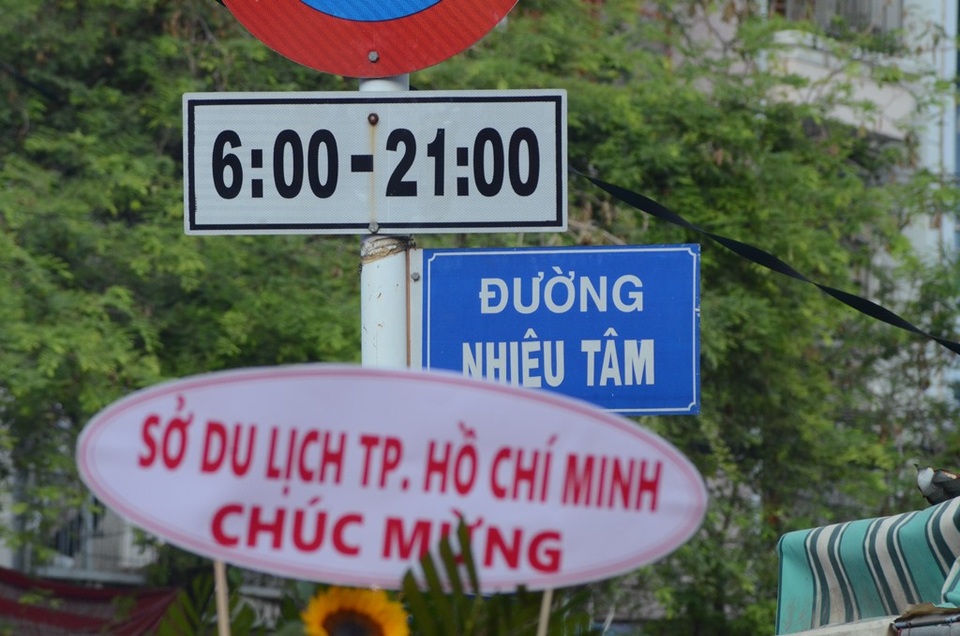 6:00-21:00
ĐƯỜNG
NHIÊU TÂM
SỞ DU LỊCH TP. HỒ CHÍ MINH
CHÚC MỪNG